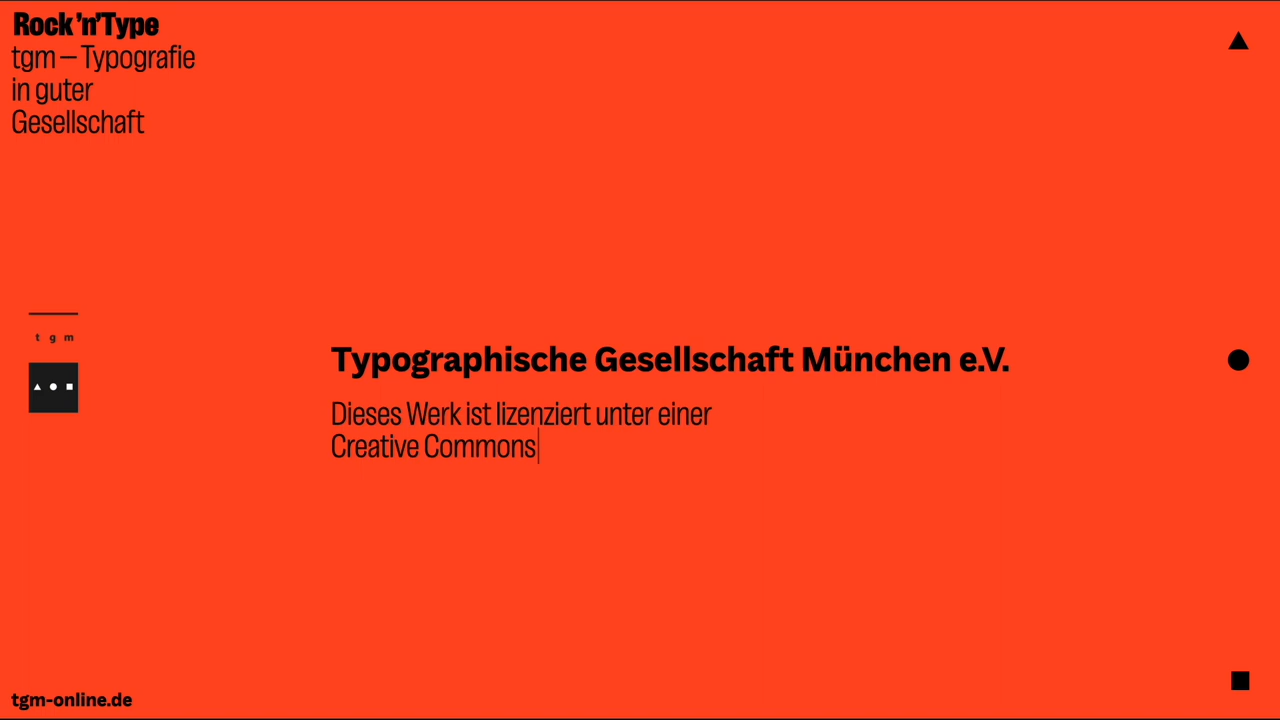 Rock’n’Type
tgm – Typografie
in guter
Gesellschaft
t g m
Typographische Gesellschaft München e.V.
Dieses Werk ist lizenziert unter einer
Creative Commons
tgm-online.de